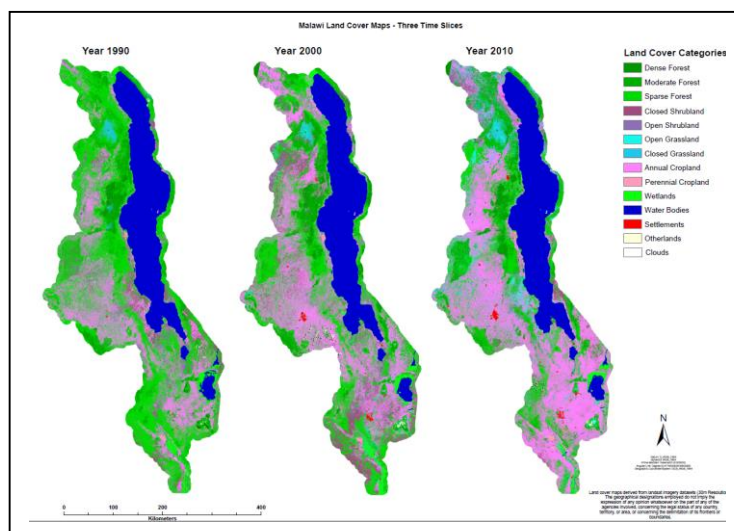 Malawi Land Cover Maps - Three Time Slices
Year 1990
Year 2000
Year 2010
Land Cover Categories
Dense Forest
Moderate Forest
Sparse Forest
Closed Shrubland
Open Shrubland
Open Grassland
Closed Grassland
Annual Cropland
Perennial Cropland
Wetlands
Water Bodies
Settlements
Otherlands
Clouds
N
0 100 200 400
Kilometers
Land cover maps derived from landsat imagery datasets (30m Resolution
The geographical designations employed do not imply the
expression of any opinion whatsoever on the part of any of the
agencies involved, concerning the legal status of any country,
territory, or area, or concerning the delimitation of its frontiers or
boundaries.